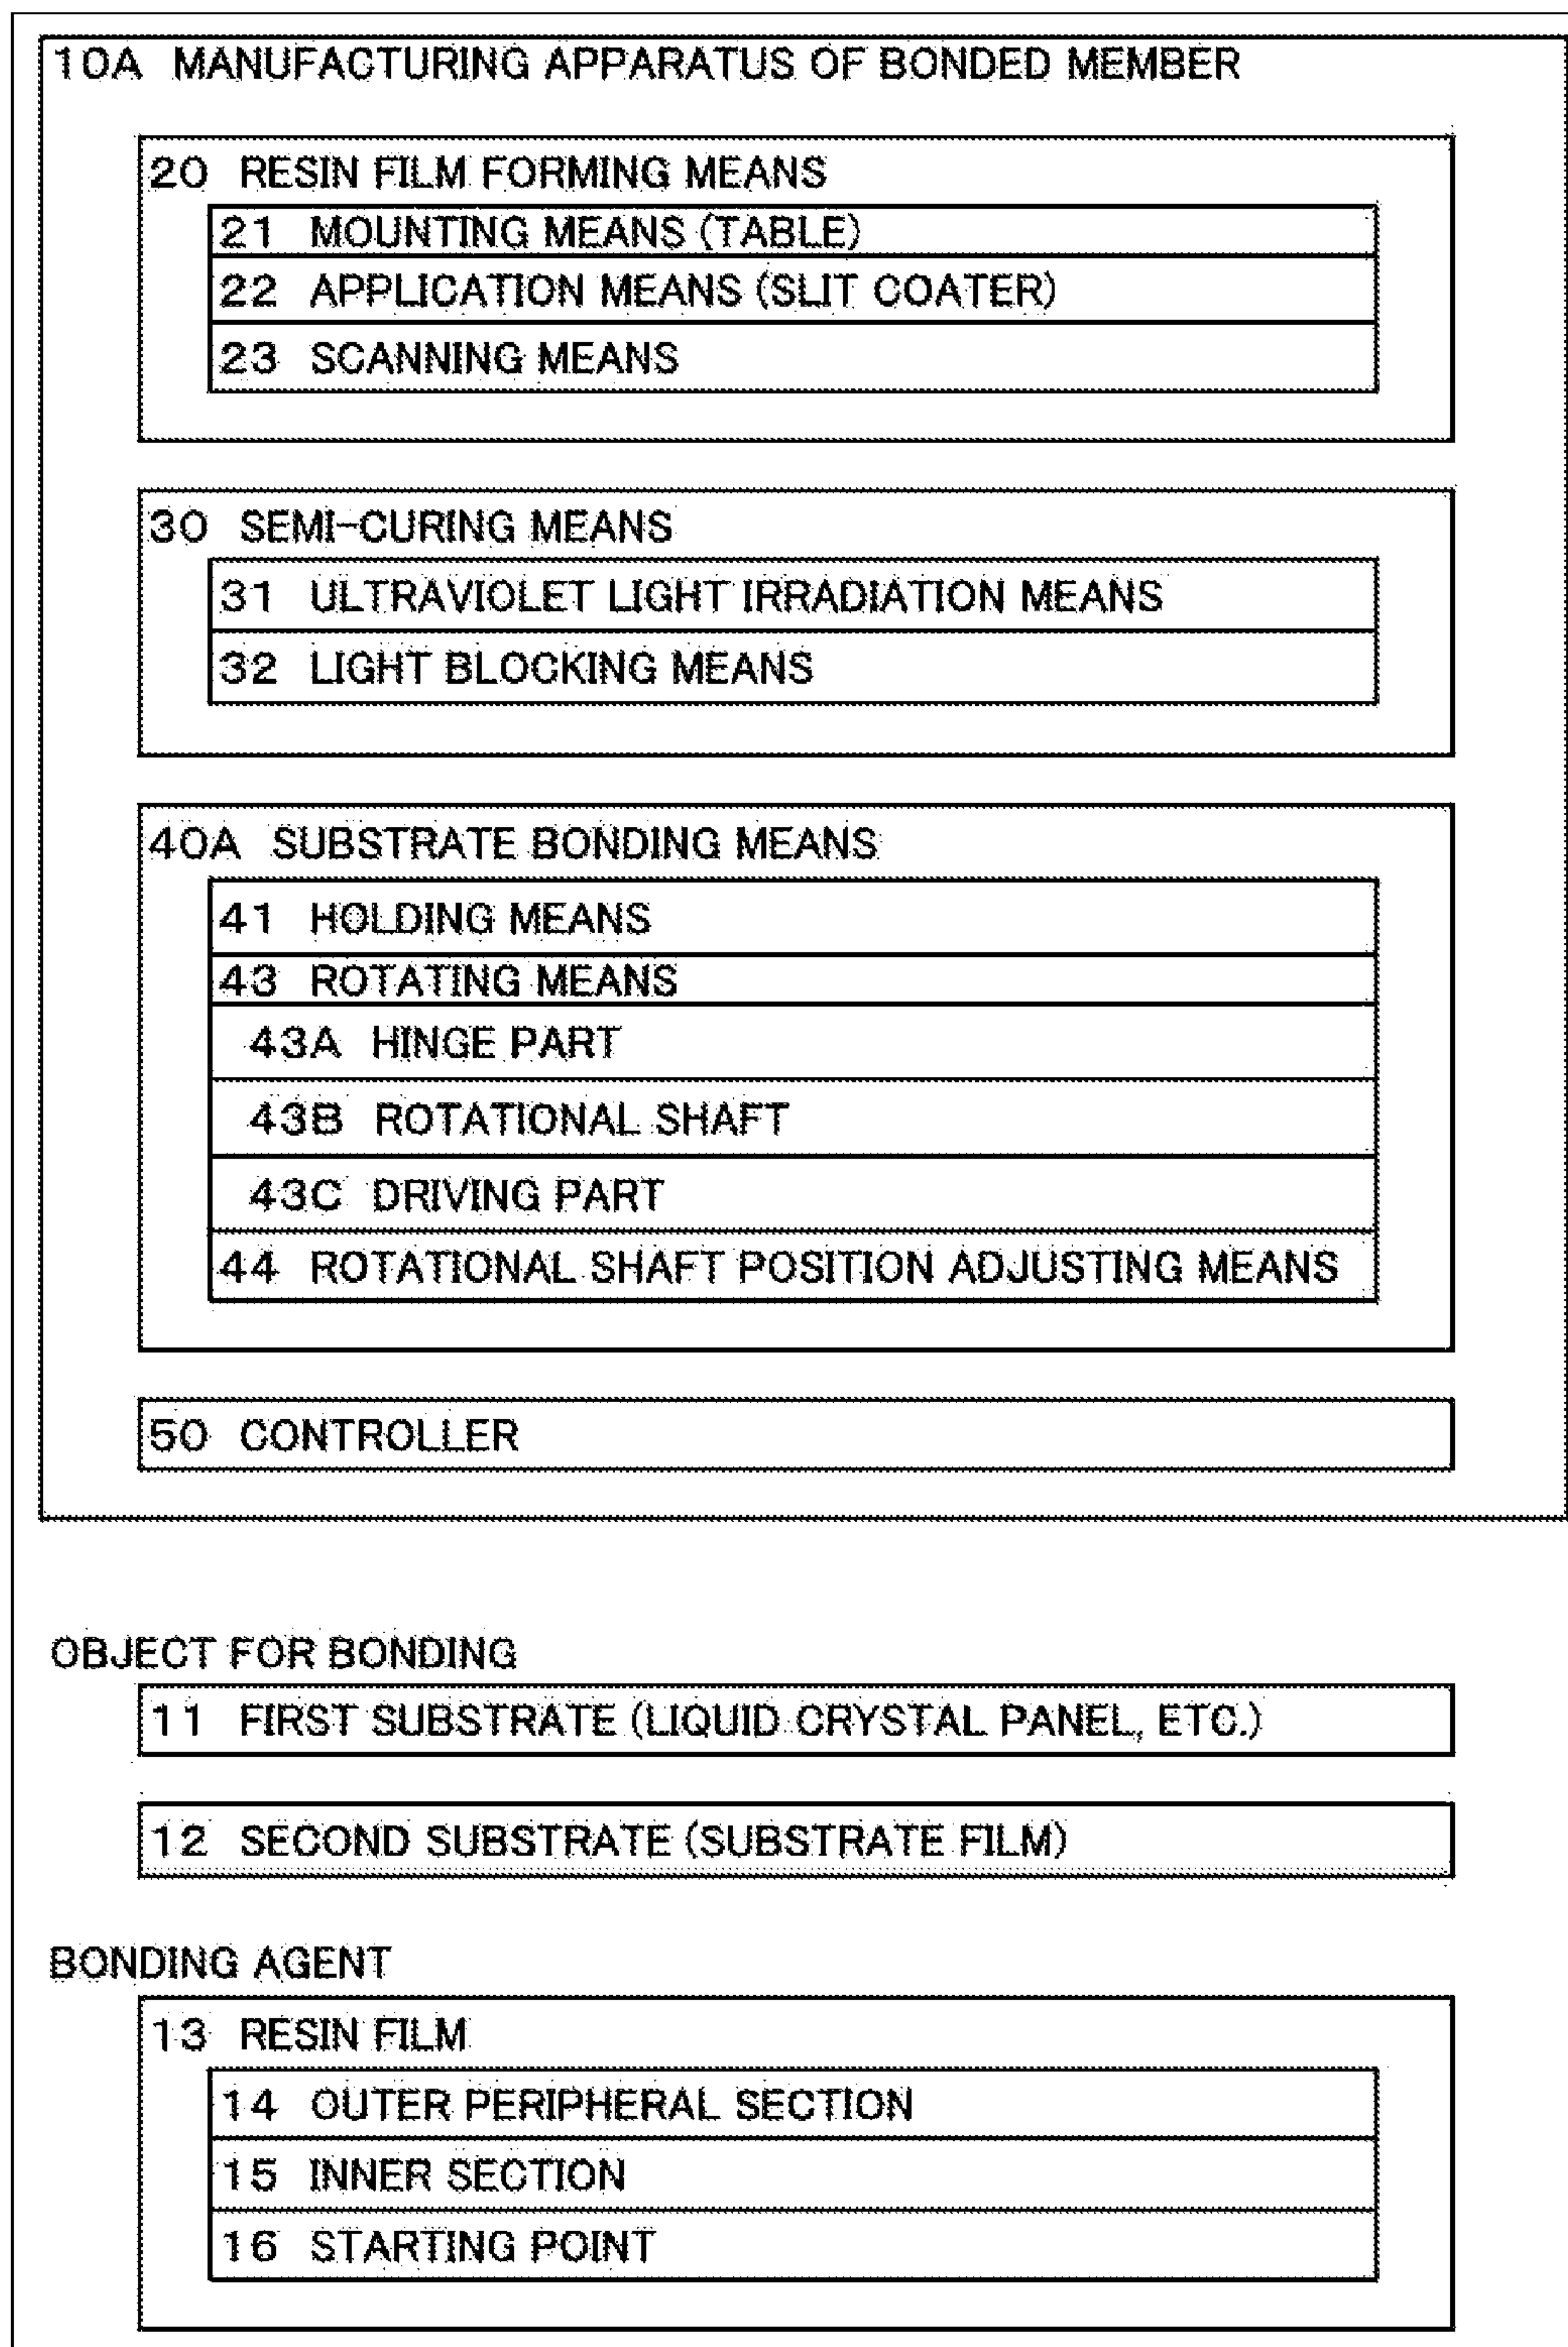 10A MANUFACTURING APPARATUS OF BONDED MEMBER
20 RESIN FILM FORMING MEANS
21 MOUNTING MEANS (TABLE)
22 APPLICATION MEANS (SLIT COATER)
23 SCANNING MEANS
30 SEMI-CURING MEANS
31 ULTRAVIOLET LIGHT IRRADIATION MEANS
32 LIGHT BLOCKING MEANS
40A SUBSTRATE BONDING MEANS
41 HOLDING MEANS
43 ROTATING MEANS
43A HINGE PART
43B ROTATIONAL SHAFT
43C DRIVING PART
44 ROTATIONAL SHAFT POSITION ADJUSTING MEANS
50 CONTROLLER
OBJECT FOR BONDING
11 FIRST SUBSTRATE (LIQUID CRYSTAL PANEL, ETC.)
12 SECOND SUBSTRATE (SUBSTRATE FILM)
BONDING AGENT
13 RESIN FILM
14 OUTER PERIPHERAL SECTION
15 INNER SECTION
16 STARTING POINT